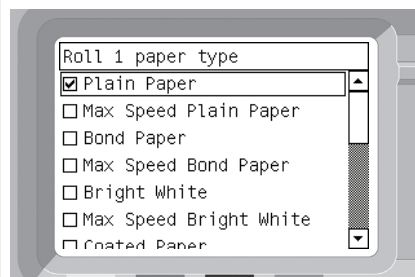 Roll 1 paper type
Plain Paper
Max Speed Plain Paper
Bond Paper
Max Speed Bond Paper
Bright White
Max Speed Bright White
Coated Paper